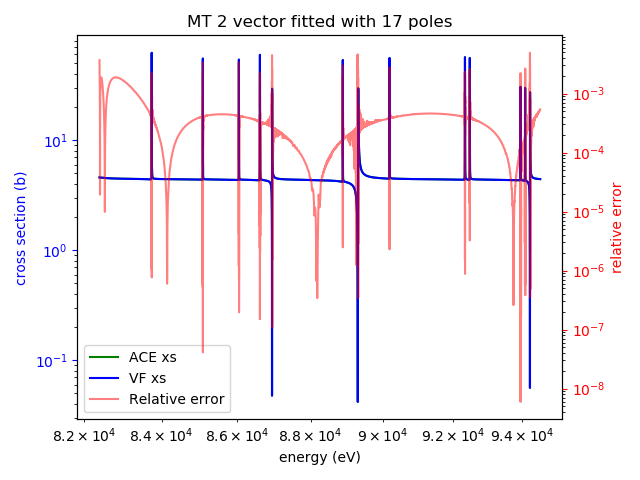 MT 2 vector fitted with 17 poles
cross section (b)
10¹
10⁰
10⁻¹
10⁻³
10⁻⁴
10⁻⁵
10⁻⁶
10⁻⁷
10⁻⁸
relative error
ACE xs
VF xs
Relative error
8.2 × 10⁴ 8.4 × 10⁴ 8.6 × 10⁴ 8.8 × 10⁴ 9 × 10⁴ 9.2 × 10⁴ 9.4 × 10⁴
energy (eV)